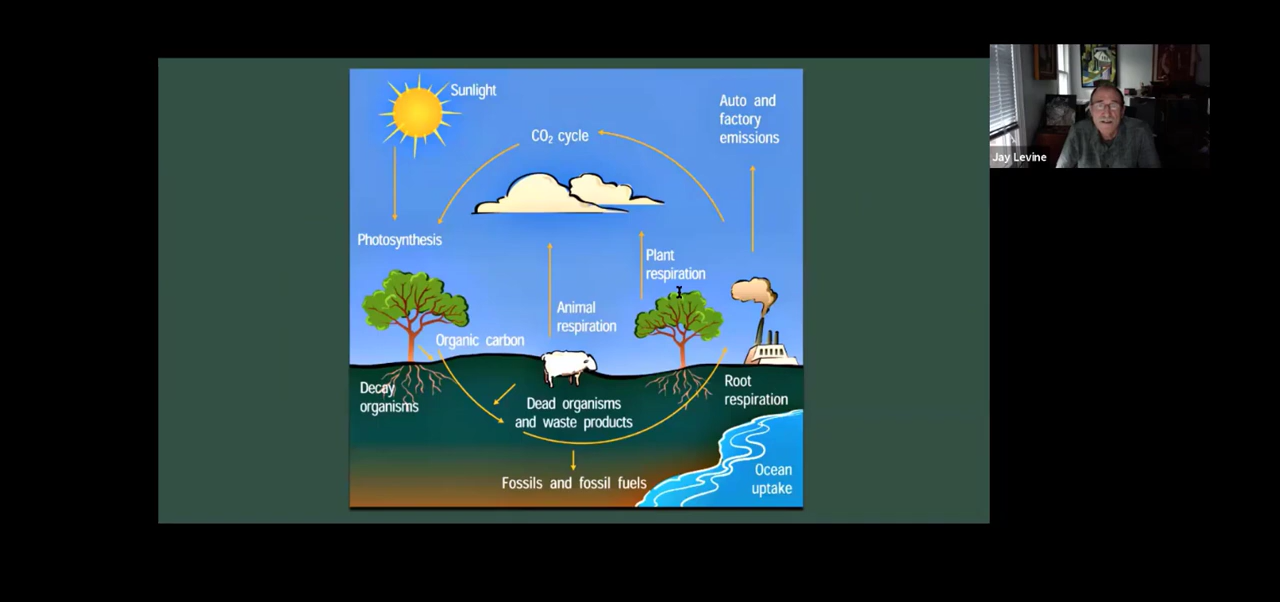 Sunlight
Auto and
factory
emissions
CO₂ cycle
Jay Levine
Photosynthesis
Plant
respiration
Animal
respiration
Organic carbon
Decay
organisms
Root
respiration
Dead organisms
and waste products
Fossils and fossil fuels
Ocean
uptake